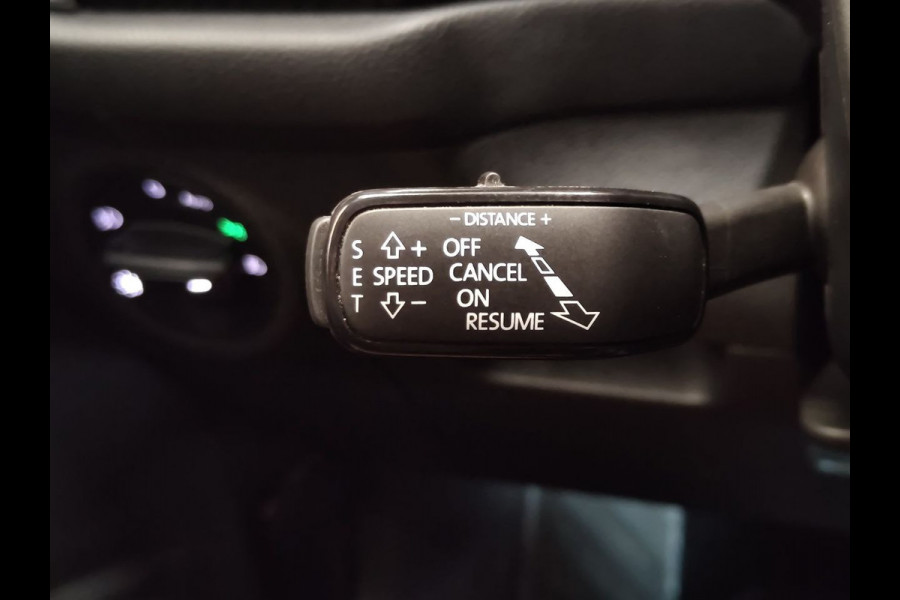 - DISTANCE +
S + OFF
E SPEED CANCEL
T - ON
RESUME